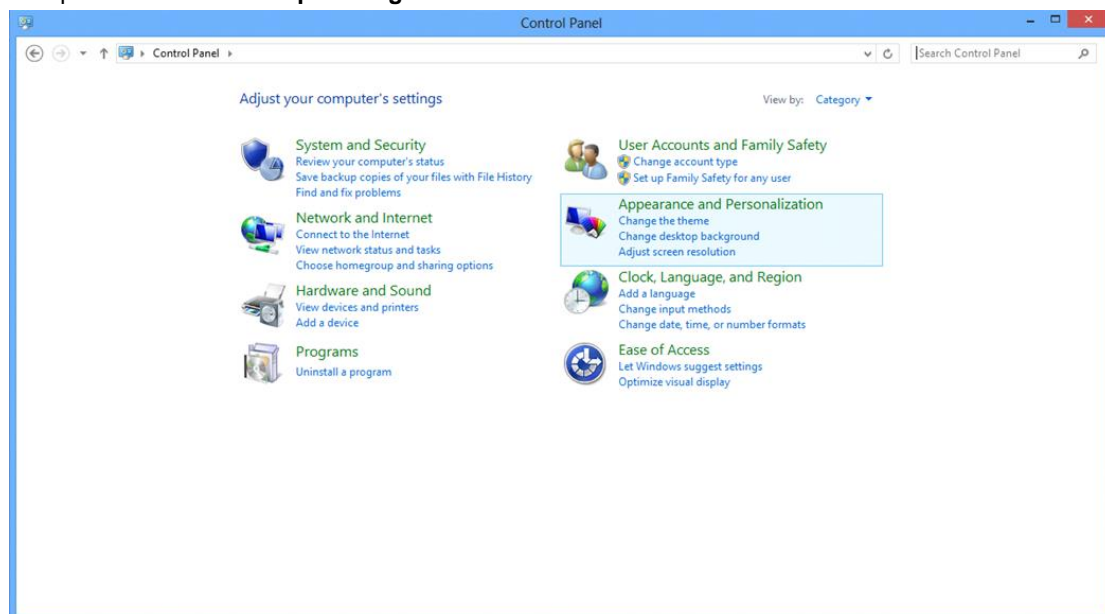 Control Panel
Control Panel
Search Control Panel
Adjust your computer's settings
View by: Category
System and Security
Review your computer's status
Save backup copies of your files with File History
Find and fix problems
Network and Internet
Connect to the Internet
View network status and tasks
Choose homegroup and sharing options
Hardware and Sound
View devices and printers
Add a device
Programs
Uninstall a program
User Accounts and Family Safety
Change account type
Set up Family Safety for any user
Appearance and Personalization
Change the theme
Change desktop background
Adjust screen resolution
Clock, Language, and Region
Add a language
Change input methods
Change date, time, or number formats
Ease of Access
Let Windows suggest settings
Optimize visual display